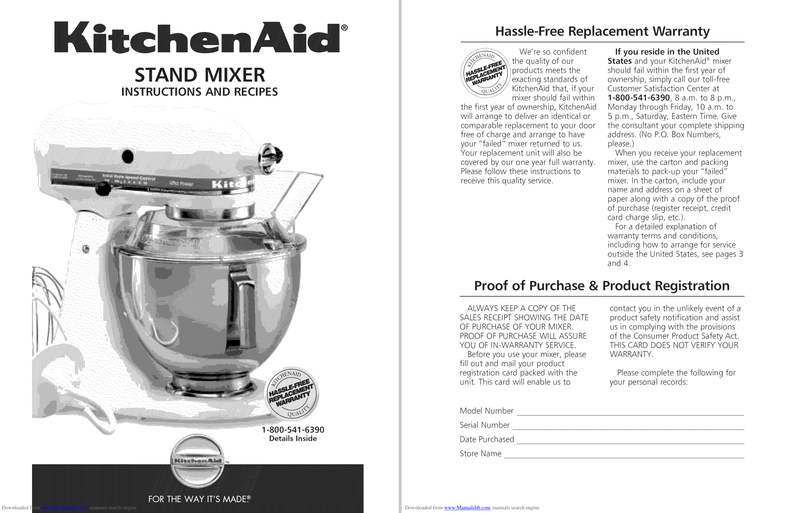 KitchenAid®
STAND MIXER
INSTRUCTIONS AND RECIPES
KitchenAid
KITCHENAID
HASSLE-FREE
REPLACEMENT
WARRANTY
QUALITY
1-800-541-6390
Details Inside
KitchenAid
FOR THE WAY IT'S MADE®
Downloaded from
manuals search engine
Hassle-Free Replacement Warranty
KITCHENAID
HASSLE-FREE
REPLACEMENT
WARRANTY
QUALITY
We're so confident
the quality of our
products meets the
exacting standards of
KitchenAid that, if your
mixer should fail within
the first year of ownership, KitchenAid
will arrange to deliver an identical or
comparable replacement to your door
free of charge and arrange to have
your “failed” mixer returned to us.
Your replacement unit will also be
covered by our one year full warranty.
Please follow these instructions to
receive this quality service.
If you reside in the United
States and your KitchenAid® mixer
should fail within the first year of
ownership, simply call our toll-free
Customer Satisfaction Center at
1-800-541-6390, 8 a.m. to 8 p.m.,
Monday through Friday, 10 a.m. to
5 p.m., Saturday, Eastern Time. Give
the consultant your complete shipping
address. (No P.O. Box Numbers,
please.)
When you receive your replacement
mixer, use the carton and packing
materials to pack-up your “failed”
mixer. In the carton, include your
name and address on a sheet of
paper along with a copy of the proof
of purchase (register receipt, credit
card charge slip, etc.).
For a detailed explanation of
warranty terms and conditions,
including how to arrange for service
outside the United States, see pages 3
and 4.
Proof of Purchase & Product Registration
ALWAYS KEEP A COPY OF THE
SALES RECEIPT SHOWING THE DATE
OF PURCHASE OF YOUR MIXER.
PROOF OF PURCHASE WILL ASSURE
YOU OF IN-WARRANTY SERVICE.
Before you use your mixer, please
fill out and mail your product
registration card packed with the
unit. This card will enable us to
contact you in the unlikely event of a
product safety notification and assist
us in complying with the provisions
of the Consumer Product Safety Act.
THIS CARD DOES NOT VERIFY YOUR
WARRANTY.
Please complete the following for
your personal records:
Model Number
Serial Number
Date Purchased
Store Name
Downloaded from www.Manualslib.com manuals search engine